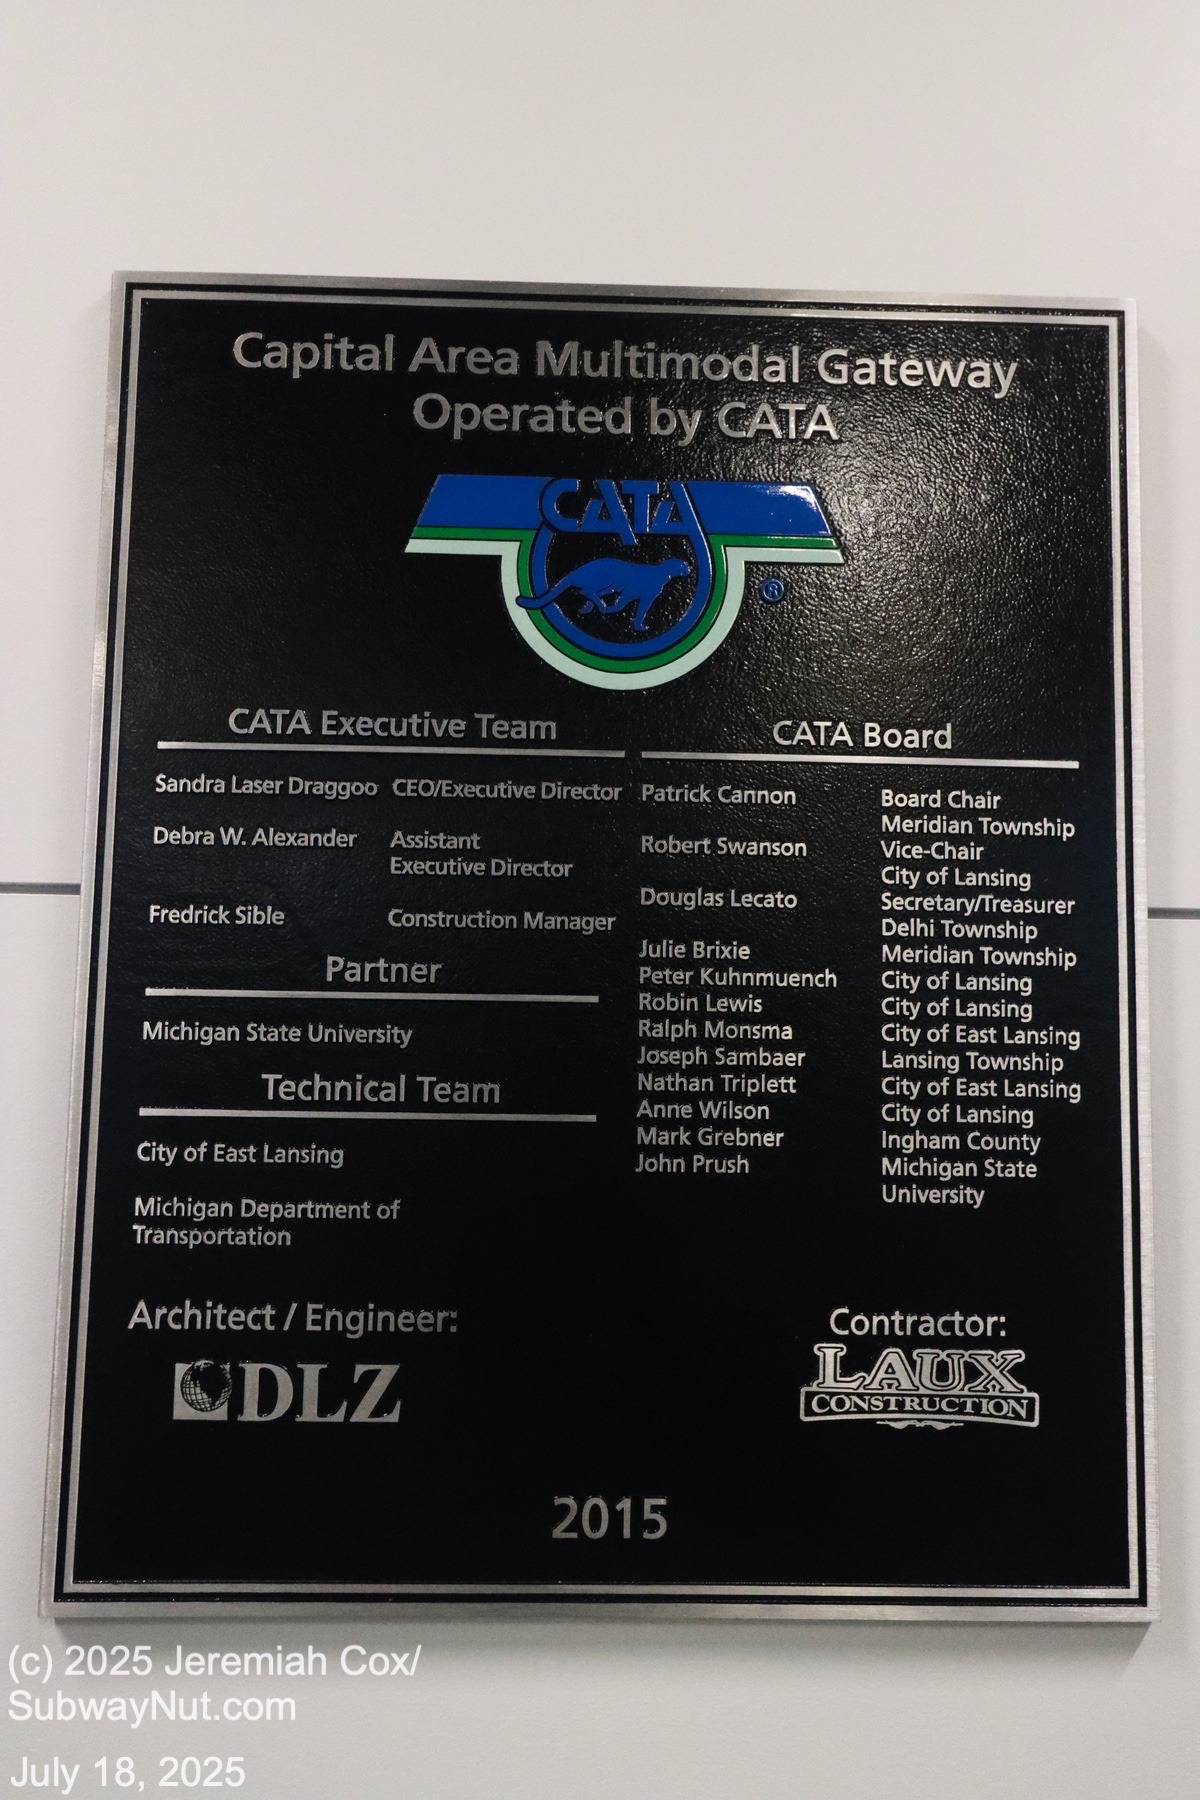 Capital Area Multimodal Gateway
Operated by CATA
CATA
®
CATA Executive Team
Sandra Laser Draggoo CEO/Executive Director
Debra W. Alexander Assistant
Executive Director
Fredrick Sible Construction Manager
Partner
Michigan State University
Technical Team
City of East Lansing
Michigan Department of
Transportation
CATA Board
Patrick Cannon Board Chair
Meridian Township
Robert Swanson Vice-Chair
City of Lansing
Douglas Lecato Secretary/Treasurer
Delhi Township
Julie Brixie Meridian Township
Peter Kuhnmuench City of Lansing
Robin Lewis City of Lansing
Ralph Monsma City of East Lansing
Joseph Sambaer Lansing Township
Nathan Triplett City of East Lansing
Anne Wilson City of Lansing
Mark Grebner Ingham County
John Prush Michigan State
University
Architect / Engineer:
DLZ
Contractor:
LAUX
CONSTRUCTION
2015
(c) 2025 Jeremiah Cox/
SubwayNut.com
July 18, 2025